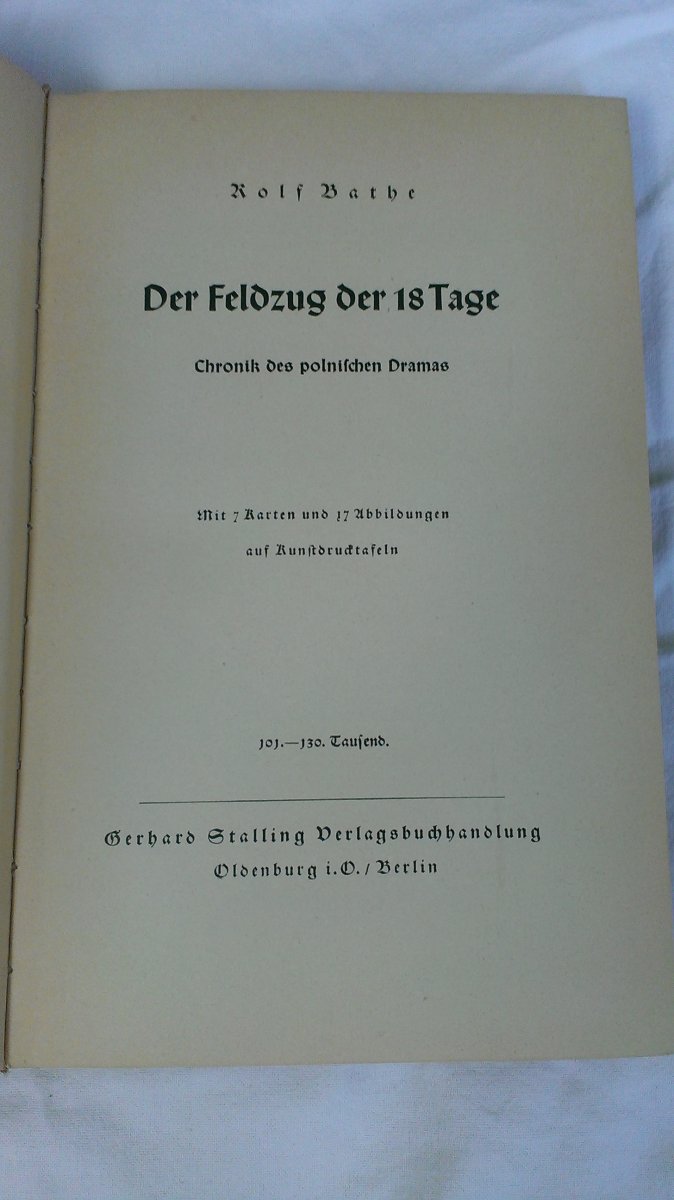 Rolf Bathe
Der Feldzug der 18 Tage
Chronik des polniſchen Dramas
Mit 7 Karten und 17 Abbildungen
auf Kunſtdrucktafeln
101.—130. Tauſend.
Gerhard Stalling Verlagsbuchhandlung
Oldenburg i. O. / Berlin